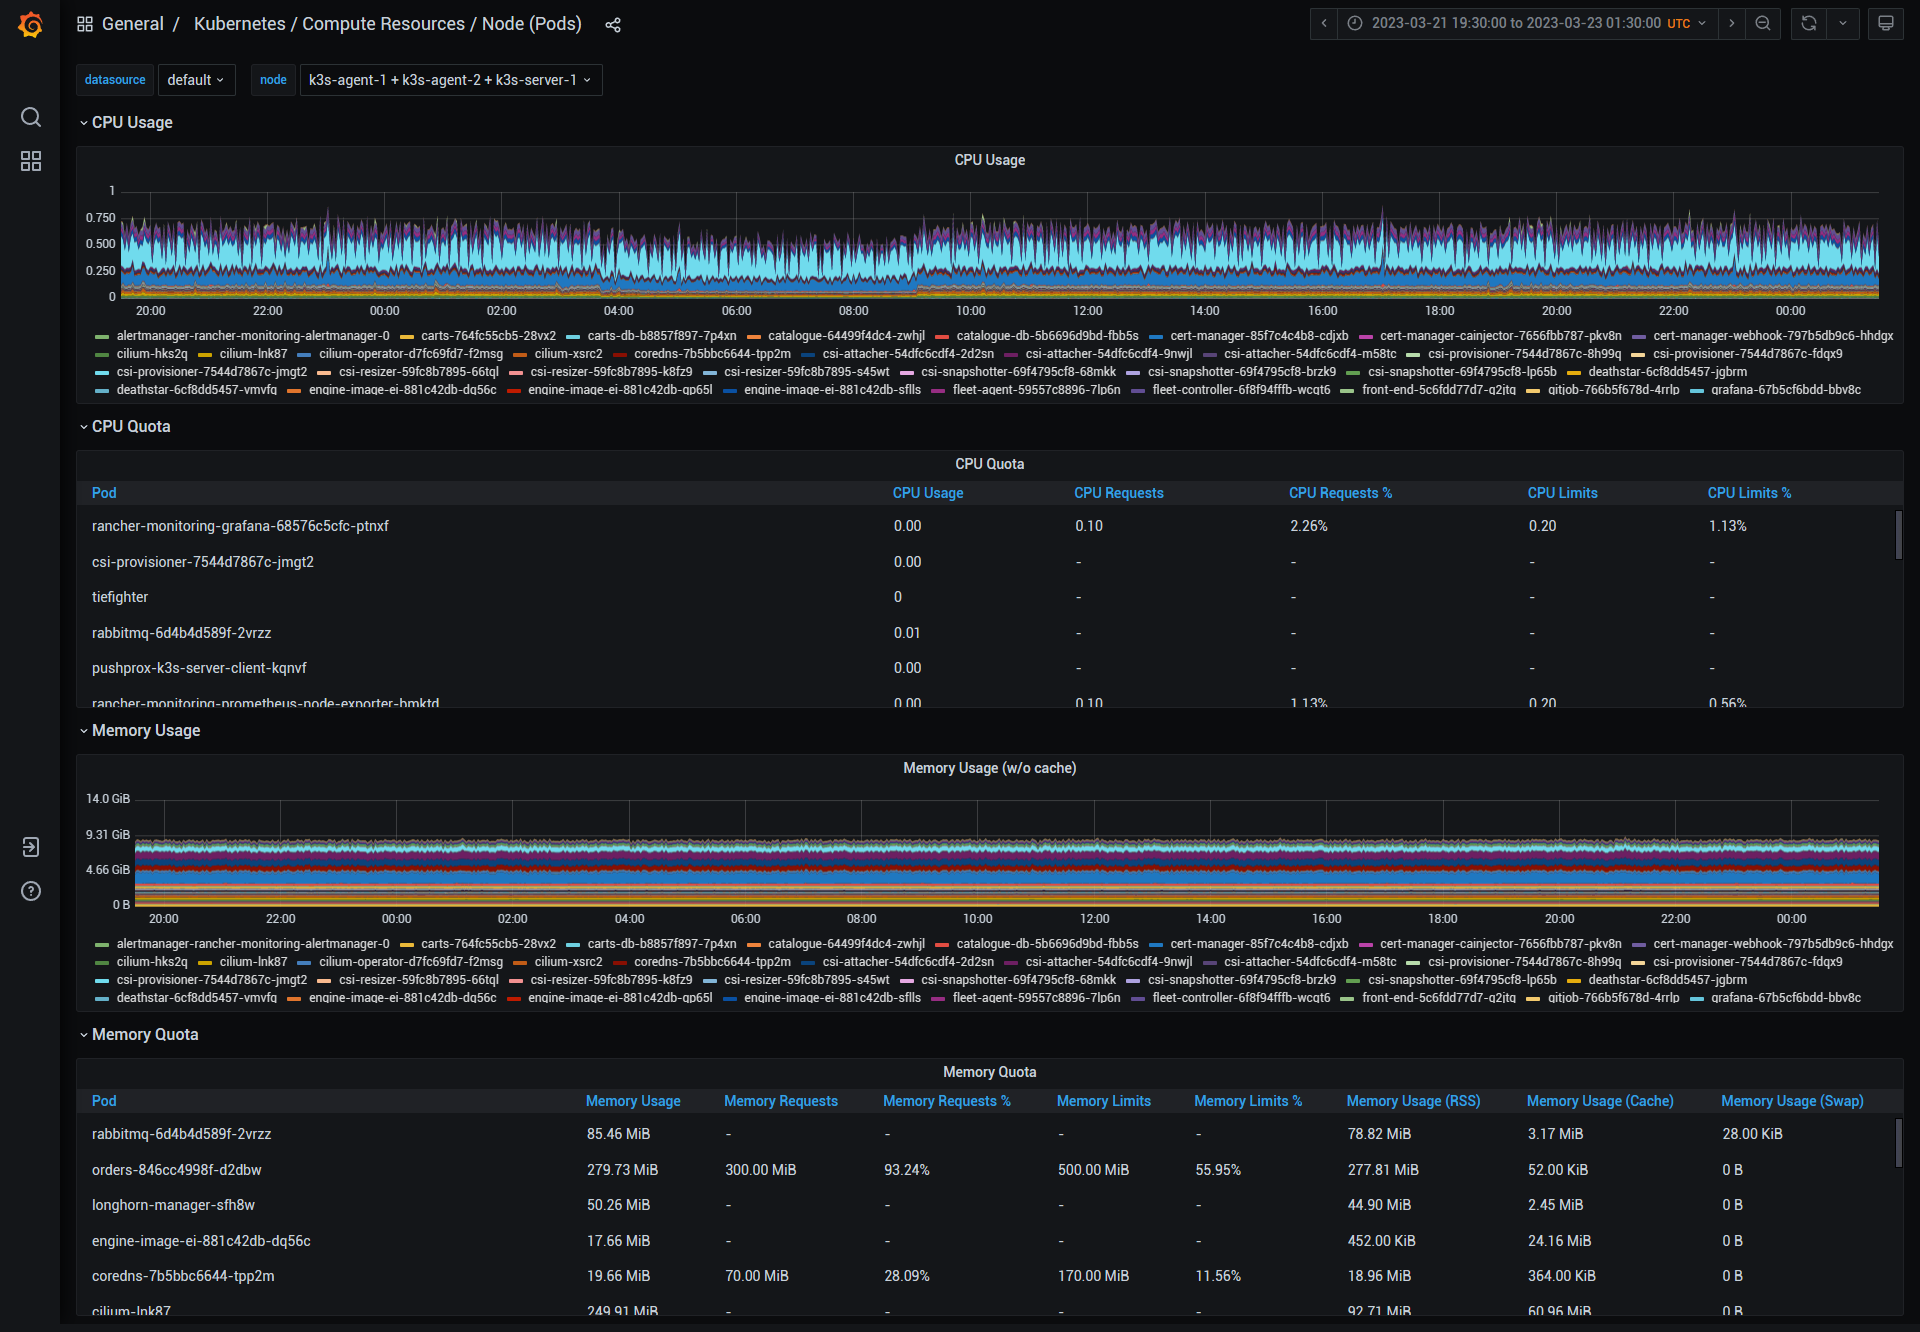 General / Kubernetes / Compute Resources / Node (Pods) 2023-03-21 19:30:00 to 2023-03-23 01:30:00 UTC
datasource default node k3s-agent-1 + k3s-agent-2 + k3s-server-1
CPU Usage
CPU Usage
1
0.750
0.500
0.250
0
20:00 22:00 00:00 02:00 04:00 06:00 08:00 10:00 12:00 14:00 16:00 18:00 20:00 22:00 00:00
alertmanager-rancher-monitoring-alertmanager-0 carts-764fc55cb5-28vx2 carts-db-b8857f897-7p4xn catalogue-64499f4dc4-zwhjl catalogue-db-5b6696d9bd-fbb5s cert-manager-85f7c4c4b8-cdjxb cert-manager-cainjector-7656fbb787-pkv8n cert-manager-webhook-797b5db9c6-hhdgx
cilium-hks2q cilium-lnk87 cilium-operator-d7fc69fd7-f2msg cilium-xsrc2 coredns-7b5bbc6644-tpp2m csi-attacher-54dfc6cdf4-2d2sn csi-attacher-54dfc6cdf4-9nwjl csi-attacher-54dfc6cdf4-m58tc csi-provisioner-7544d7867c-8h99q csi-provisioner-7544d7867c-fdqx9
csi-provisioner-7544d7867c-jmgt2 csi-resizer-59fc8b7895-66tql csi-resizer-59fc8b7895-k8fz9 csi-resizer-59fc8b7895-s45wt csi-snapshotter-69f4795cf8-68mkk csi-snapshotter-69f4795cf8-brzk9 csi-snapshotter-69f4795cf8-lp65b deathstar-6cf8dd5457-jgbrm
deathstar-6cf8dd5457-vmvfq engine-image-ei-881c42db-dq56c engine-image-ei-881c42db-gp65l engine-image-ei-881c42db-sflls fleet-agent-59557c8896-7lp6n fleet-controller-6f8f94fffb-wcqt6 front-end-5c6fdd77d7-q2jtq gitjob-766b5f678d-4rrlp grafana-67b5cf6bdd-bbv8c
CPU Quota
CPU Quota
Pod CPU Usage CPU Requests CPU Requests % CPU Limits CPU Limits %
rancher-monitoring-grafana-68576c5cfc-ptnxf 0.00 0.10 2.26% 0.20 1.13%
csi-provisioner-7544d7867c-jmgt2 0.00 - - - -
tiefighter 0 - - - -
rabbitmq-6d4b4d589f-2vrzz 0.01 - - - -
pushprox-k3s-server-client-kqnvf 0.00 - - - -
rancher-monitoring-prometheus-node-exporter-bmktd 0.00 0.10 1.13% 0.20 0.56%
Memory Usage
Memory Usage (w/o cache)
14.0 GiB
9.31 GiB
4.66 GiB
0 B
20:00 22:00 00:00 02:00 04:00 06:00 08:00 10:00 12:00 14:00 16:00 18:00 20:00 22:00 00:00
alertmanager-rancher-monitoring-alertmanager-0 carts-764fc55cb5-28vx2 carts-db-b8857f897-7p4xn catalogue-64499f4dc4-zwhjl catalogue-db-5b6696d9bd-fbb5s cert-manager-85f7c4c4b8-cdjxb cert-manager-cainjector-7656fbb787-pkv8n cert-manager-webhook-797b5db9c6-hhdgx
cilium-hks2q cilium-lnk87 cilium-operator-d7fc69fd7-f2msg cilium-xsrc2 coredns-7b5bbc6644-tpp2m csi-attacher-54dfc6cdf4-2d2sn csi-attacher-54dfc6cdf4-9nwjl csi-attacher-54dfc6cdf4-m58tc csi-provisioner-7544d7867c-8h99q csi-provisioner-7544d7867c-fdqx9
csi-provisioner-7544d7867c-jmgt2 csi-resizer-59fc8b7895-66tql csi-resizer-59fc8b7895-k8fz9 csi-resizer-59fc8b7895-s45wt csi-snapshotter-69f4795cf8-68mkk csi-snapshotter-69f4795cf8-brzk9 csi-snapshotter-69f4795cf8-lp65b deathstar-6cf8dd5457-jgbrm
deathstar-6cf8dd5457-vmvfq engine-image-ei-881c42db-dq56c engine-image-ei-881c42db-gp65l engine-image-ei-881c42db-sflls fleet-agent-59557c8896-7lp6n fleet-controller-6f8f94fffb-wcqt6 front-end-5c6fdd77d7-q2jtq gitjob-766b5f678d-4rrlp grafana-67b5cf6bdd-bbv8c
Memory Quota
Memory Quota
Pod Memory Usage Memory Requests Memory Requests % Memory Limits Memory Limits % Memory Usage (RSS) Memory Usage (Cache) Memory Usage (Swap)
rabbitmq-6d4b4d589f-2vrzz 85.46 MiB - - - - 78.82 MiB 3.17 MiB 28.00 KiB
orders-846cc4998f-d2dbw 279.73 MiB 300.00 MiB 93.24% 500.00 MiB 55.95% 277.81 MiB 52.00 KiB 0 B
longhorn-manager-sfh8w 50.26 MiB - - - - 44.90 MiB 2.45 MiB 0 B
engine-image-ei-881c42db-dq56c 17.66 MiB - - - - 452.00 KiB 24.16 MiB 0 B
coredns-7b5bbc6644-tpp2m 19.66 MiB 70.00 MiB 28.09% 170.00 MiB 11.56% 18.96 MiB 364.00 KiB 0 B
cilium-lnk87 249.91 MiB - - - - 92.71 MiB 60.96 MiB 0 B